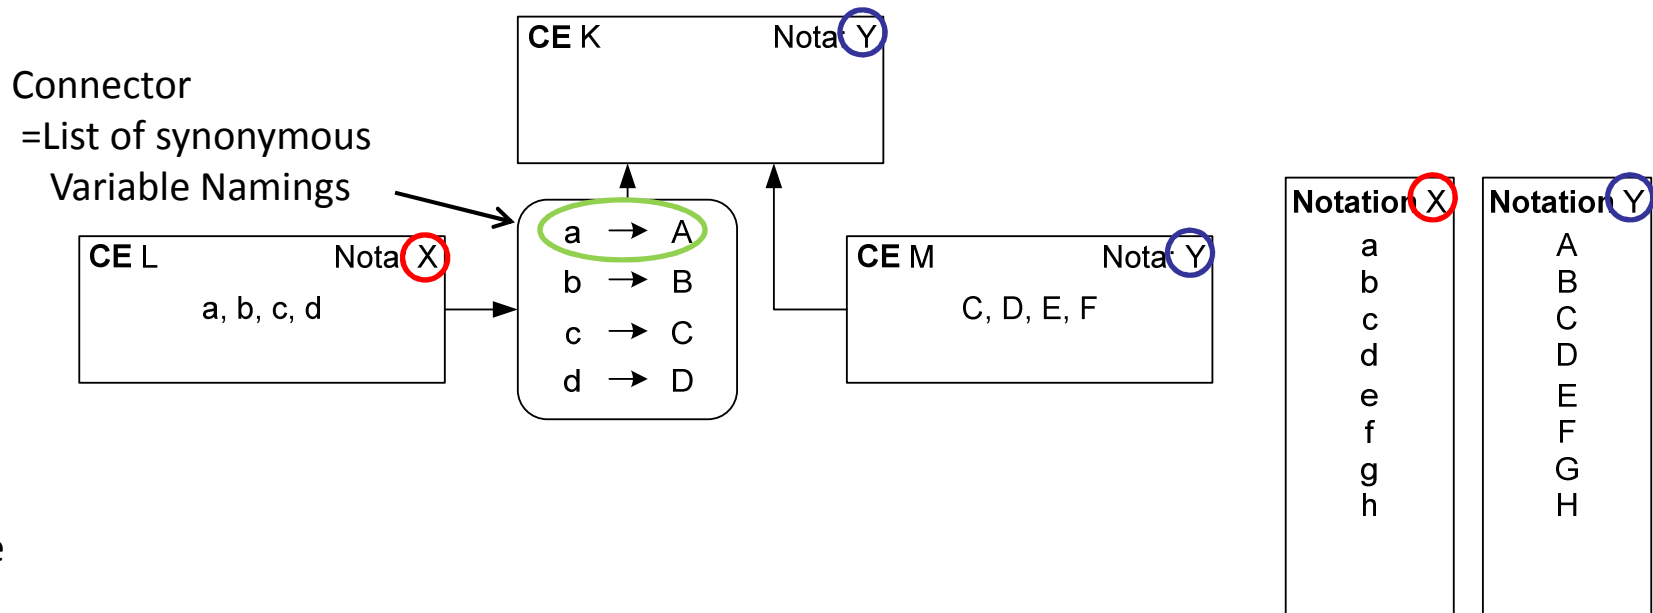 CE K Nota: Y
Connector
=List of synonymous
Variable Namings
a → A
b → B
c → C
d → D
CE L Nota: X
a, b, c, d
CE M Nota: Y
C, D, E, F
Notation X
a
b
c
d
e
f
g
h
Notation Y
A
B
C
D
E
F
G
H
e